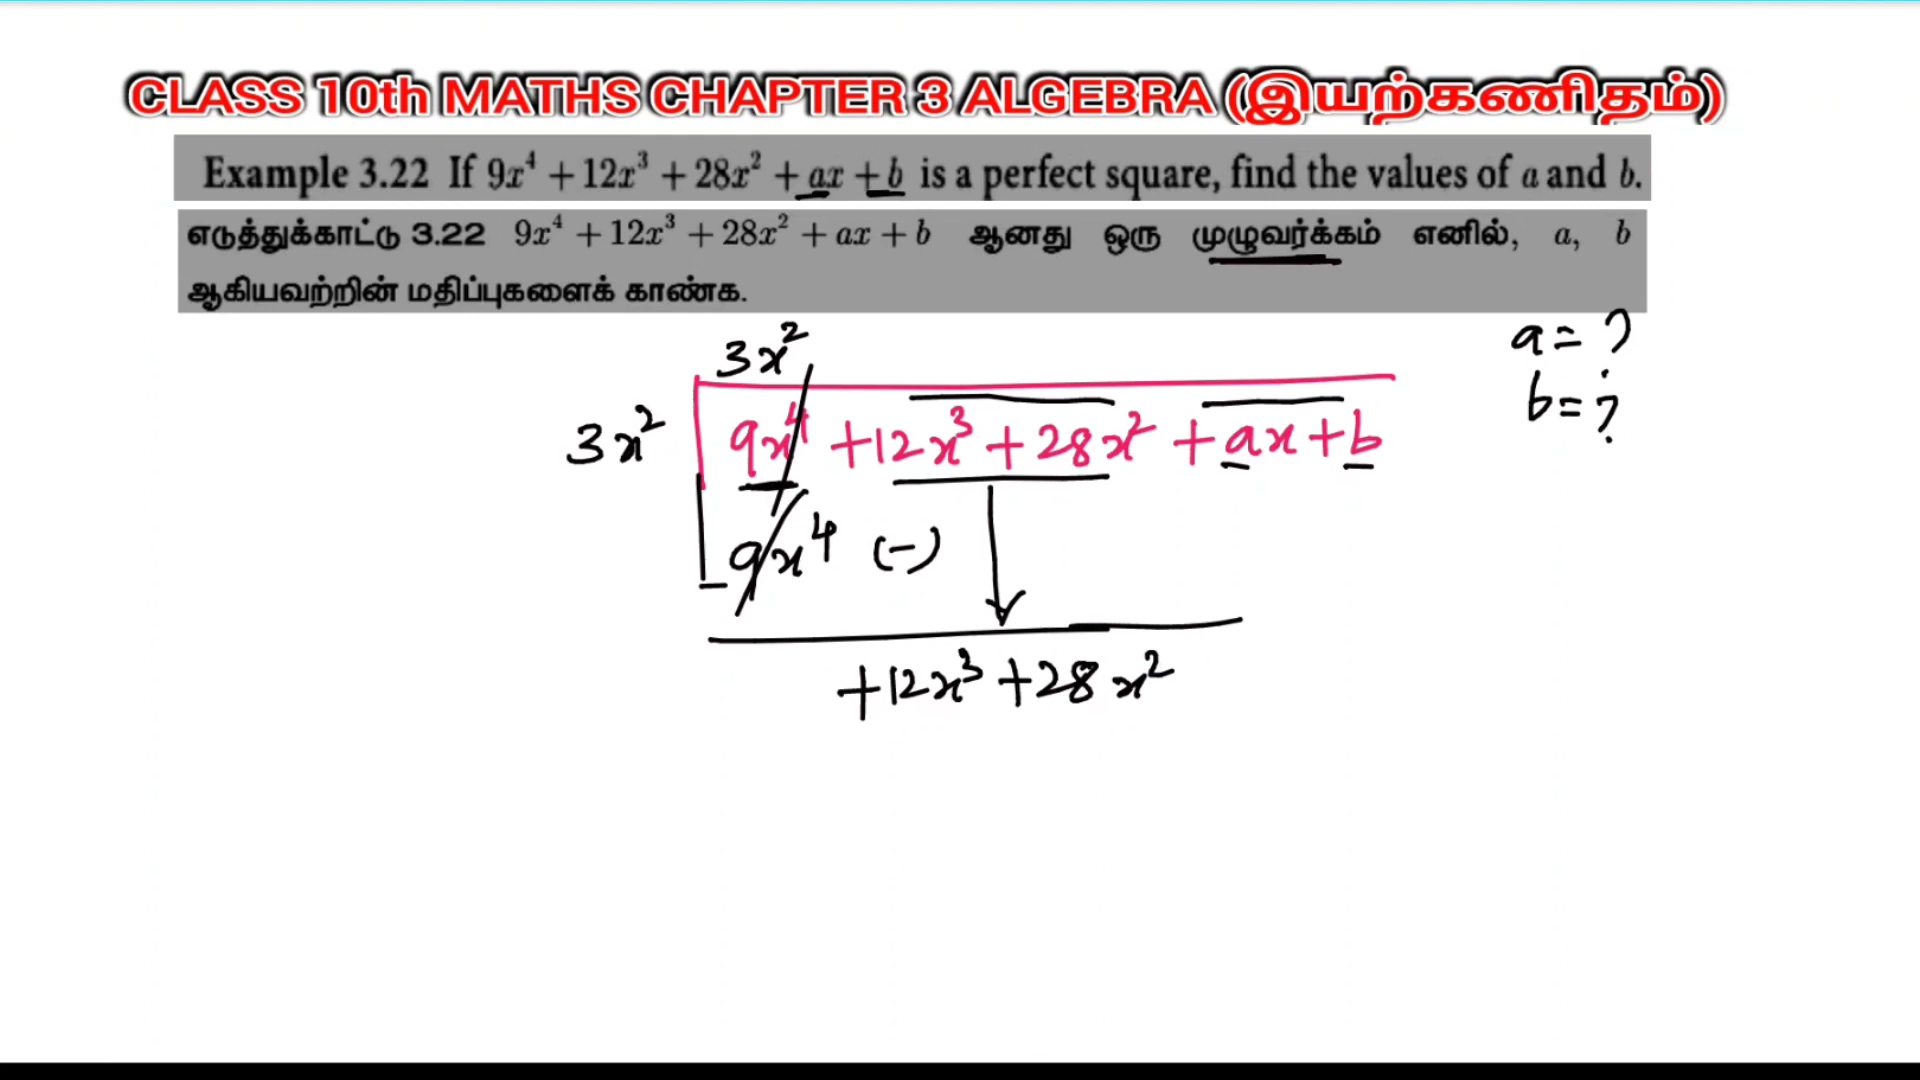 CLASS 10th MATHS CHAPTER 3 ALGEBRA (இயற்கணிதம்)
Example 3.22 If 9x⁴ + 12x³ + 28x² + ax + b is a perfect square, find the values of a and b.
எடுத்துக்காட்டு 3.22 9x⁴ + 12x³ + 28x² + ax + b ஆனது ஒரு முழுவர்க்கம் எனில், a, b
ஆகியவற்றின் மதிப்புகளைக் காண்க.
a = ?
b = ?
3x²
3x² 9x⁴ + 12x³ + 28x² + ax + b
9x⁴ (-)
+12x³ + 28x²